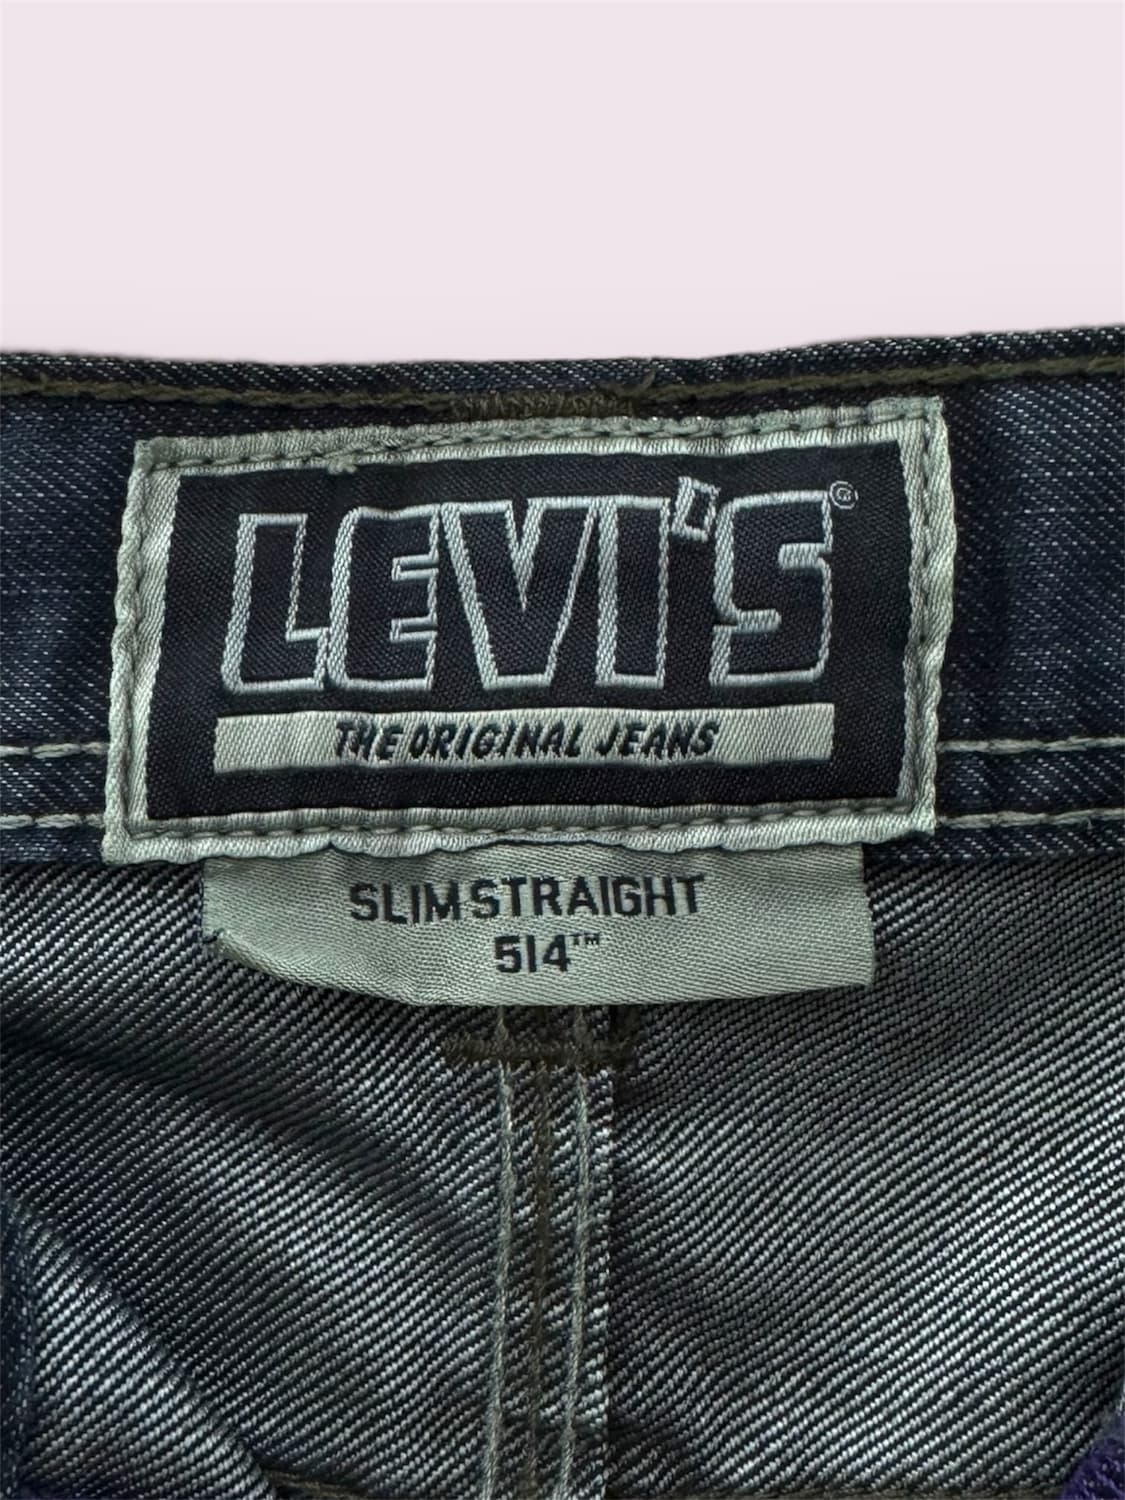 LEVI'S®
THE ORIGINAL JEANS
SLIM STRAIGHT
514™